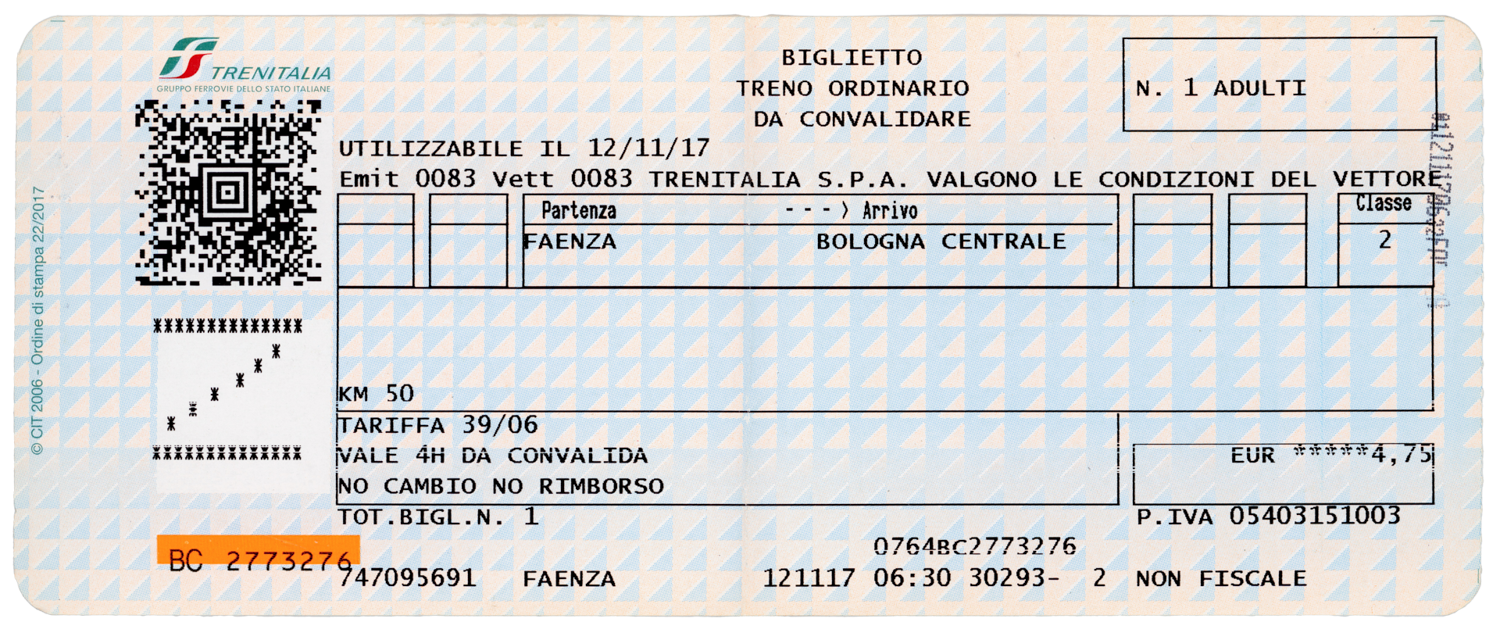 TRENITALIA
GRUPPO FERROVIE DELLO STATO ITALIANE
BIGLIETTO
TRENO ORDINARIO
DA CONVALIDARE
N. 1 ADULTI
UTILIZZABILE IL 12/11/17
Emit 0083 Vett 0083 TRENITALIA S.P.A. VALGONO LE CONDIZIONI DEL VETTORE
Partenza ---> Arrivo Classe
FAENZA BOLOGNA CENTRALE 2
KM 50
TARIFFA 39/06
VALE 4H DA CONVALIDA
NO CAMBIO NO RIMBORSO
EUR *****4,75
TOT.BIGL.N. 1 P.IVA 05403151003
BC 2773276
0764BC2773276
747095691 FAENZA 121117 06:30 30293- 2 NON FISCALE
© CIT 2006 - Ordine di stampa 22/2017